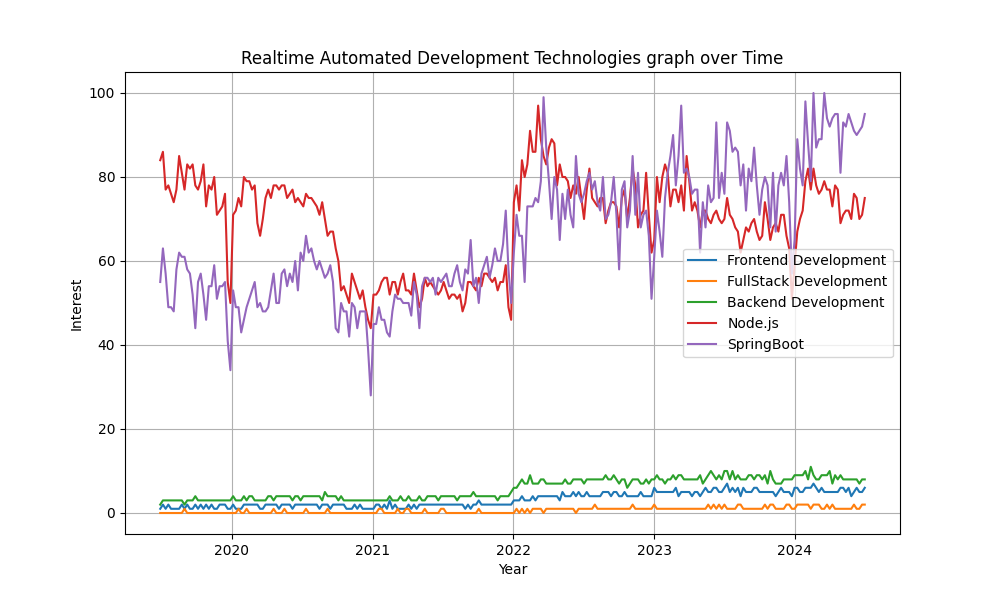 Realtime Automated Development Technologies graph over Time
100
80
60
40
20
0
Interest
Frontend Development
FullStack Development
Backend Development
Node.js
SpringBoot
2020 2021 2022 2023 2024
Year